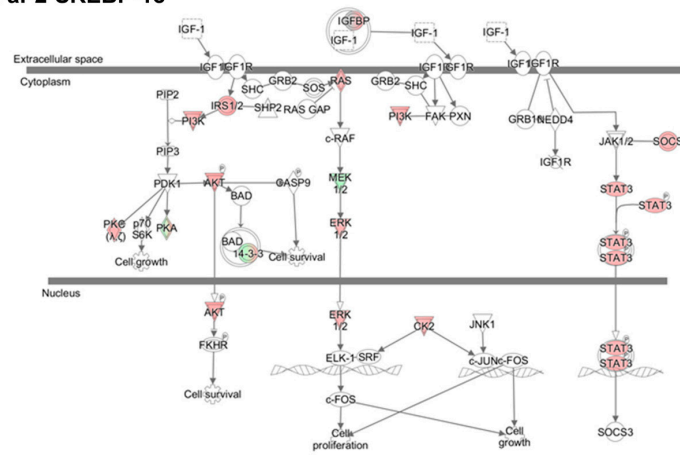 IGFBP
IGF-1
IGF-1
IGF-1
IGF-1
Extracellular space
Cytoplasm
IGF1R
IGF1R
IGF1R
IGF1R
IGF1R
SHC
GRB2
SOS
RAS
GRB2
SHC
PIP2
IRS1/2
SHP2
RAS GAP
PI3K
PI3K
FAK
PXN
GRB10
NEDD4
PIP3
c-RAF
JAK1/2
SOCS
IGF1R
PDK1
AKT
P
CASP9
P
MEK
1/2
STAT3
BAD
STAT3
P
PKC
(λ,ζ)
p70
S6K
PKA
ERK
1/2
BAD
14-3-3
Cell survival
P
STAT3
STAT3
P
Cell growth
Nucleus
AKT
P
ERK
1/2
CK2
JNK1
FKHR
P
ELK-1
SRF
c-JUN
c-FOS
P
STAT3
STAT3
P
Cell survival
c-FOS
Cell
proliferation
Cell
growth
SOCS3